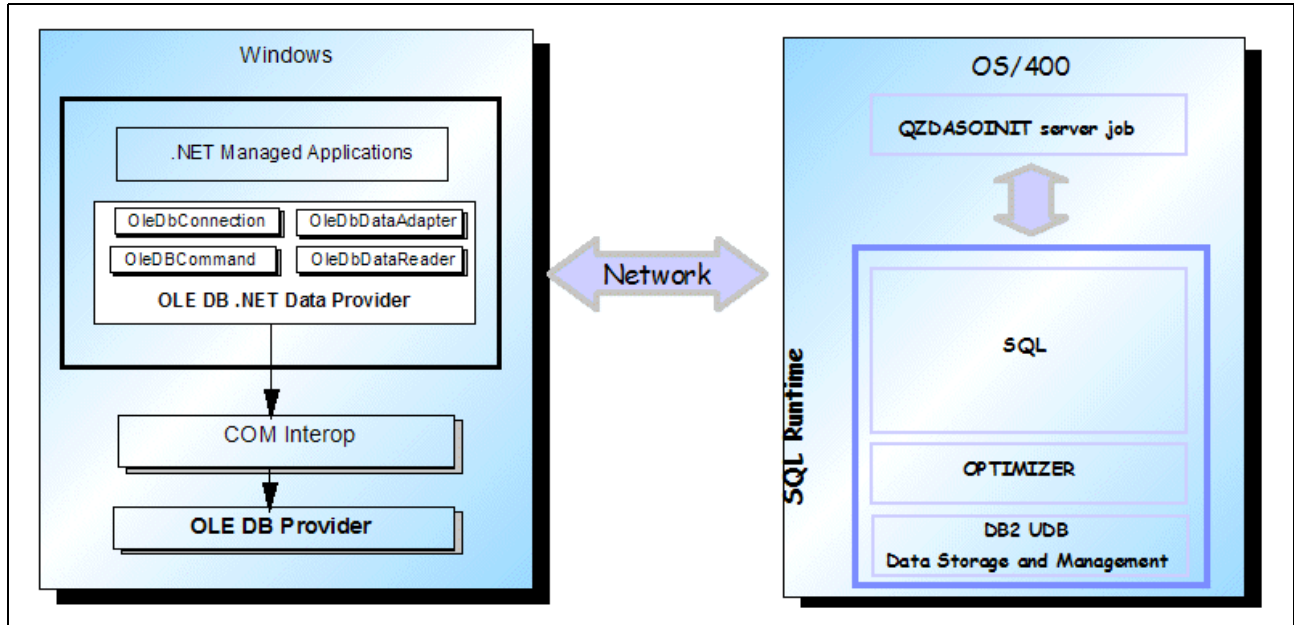 Windows
.NET Managed Applications
OleDbConnection
OleDbDataAdapter
OleDBCommand
OleDbDataReader
OLE DB .NET Data Provider
COM Interop
OLE DB Provider
Network
OS/400
QZDASOINIT server job
SQL Runtime
SQL
OPTIMIZER
DB2 UDB
Data Storage and Management